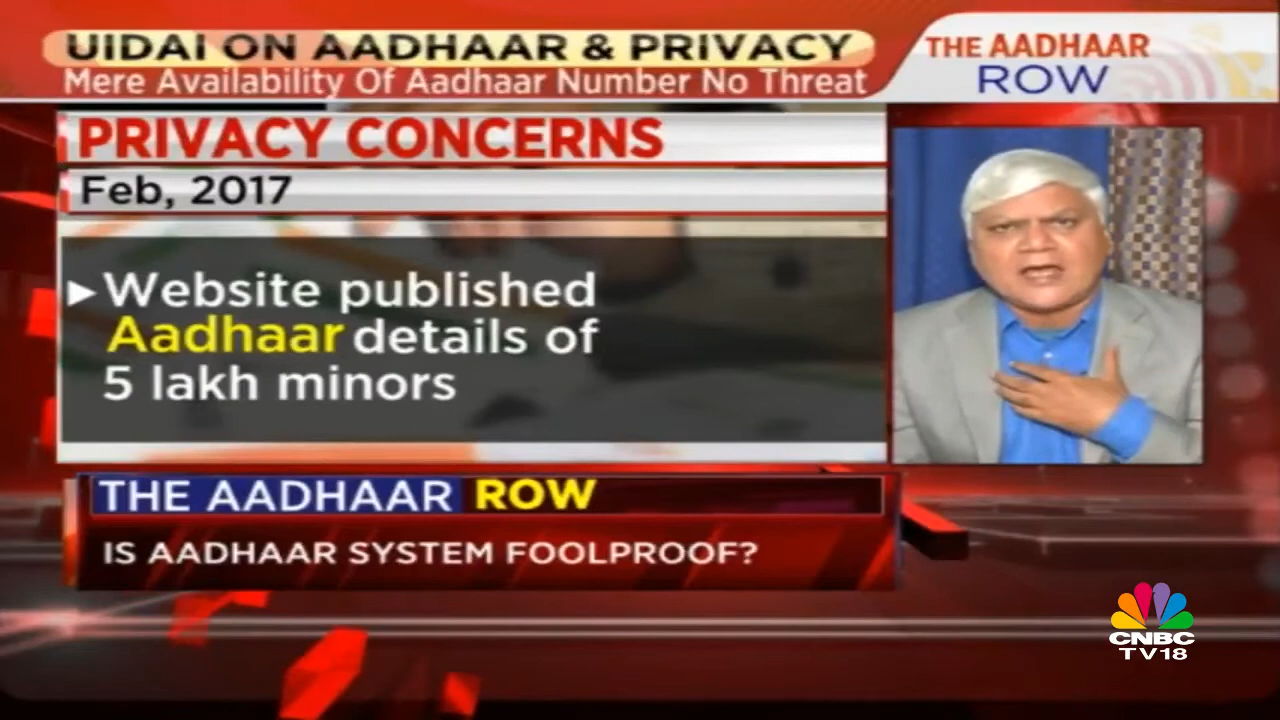 UIDAI ON AADHAAR & PRIVACY
Mere Availability Of Aadhaar Number No Threat
THE AADHAAR
ROW
PRIVACY CONCERNS
Feb, 2017
►Website published
Aadhaar details of
5 lakh minors
THE AADHAAR ROW
IS AADHAAR SYSTEM FOOLPROOF?
CNBC
TV18